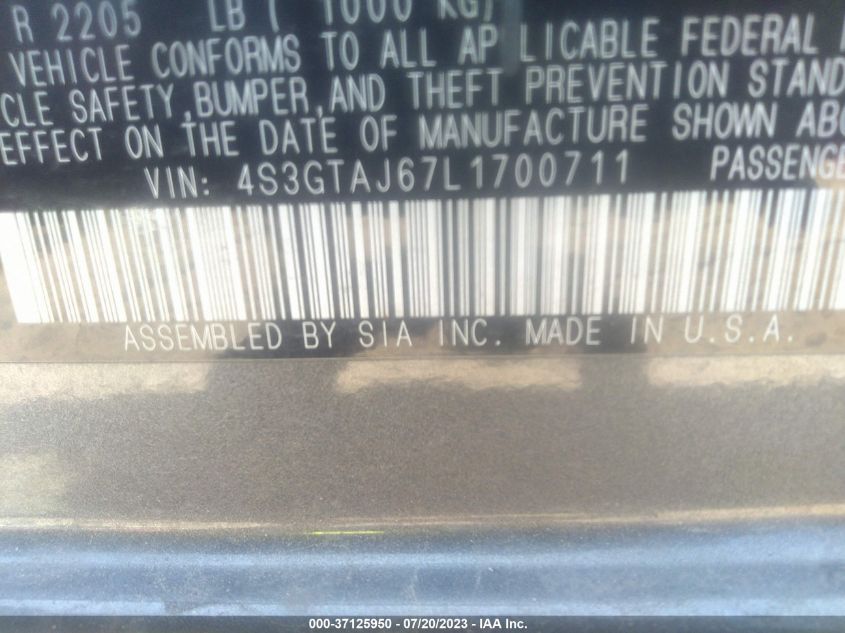 R 2205 LB ( 1000 KG)
VEHICLE CONFORMS TO ALL AP LICABLE FEDERAL
CLE SAFETY,BUMPER,AND THEFT PREVENTION STAND
EFFECT ON THE DATE OF MANUFACTURE SHOWN ABO
VIN: 4S3GTAJ67L1700711 PASSENGE
ASSEMBLED BY SIA INC. MADE IN U.S.A.
000-37125950 - 07/20/2023 - IAA Inc.